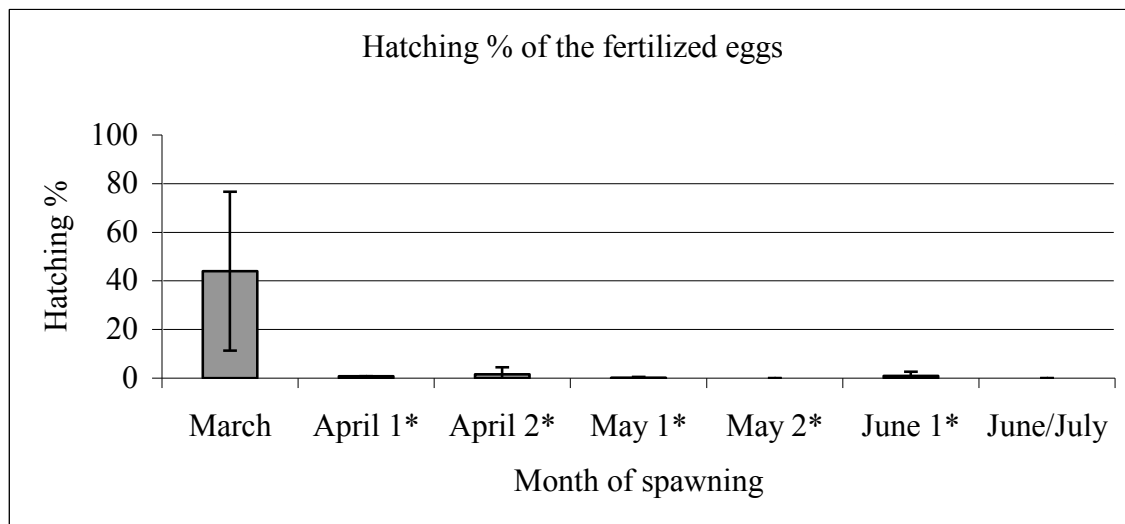 Hatching % of the fertilized eggs
100
80
60
40
20
0
Hatching %
March April 1* April 2* May 1* May 2* June 1* June/July
Month of spawning